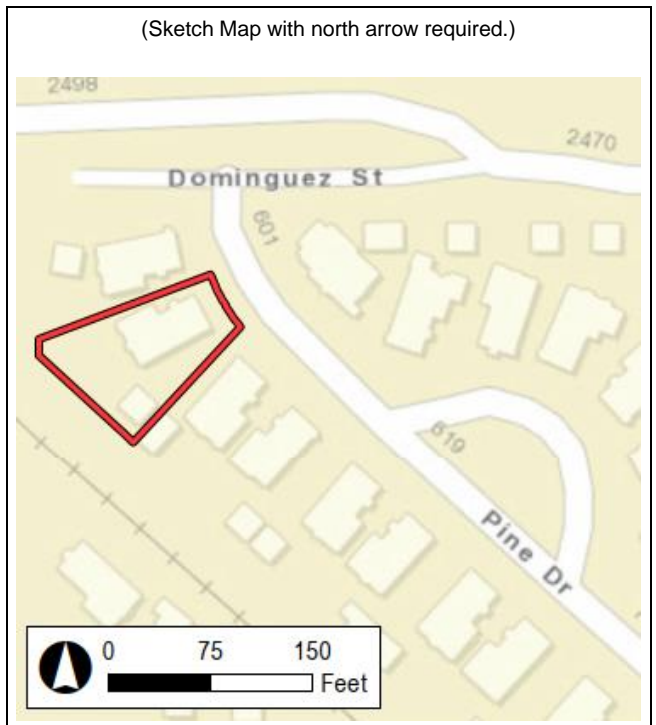 (Sketch Map with north arrow required.)
2498
2470
Dominguez St
601
619
Pine Dr
0 75 150
Feet